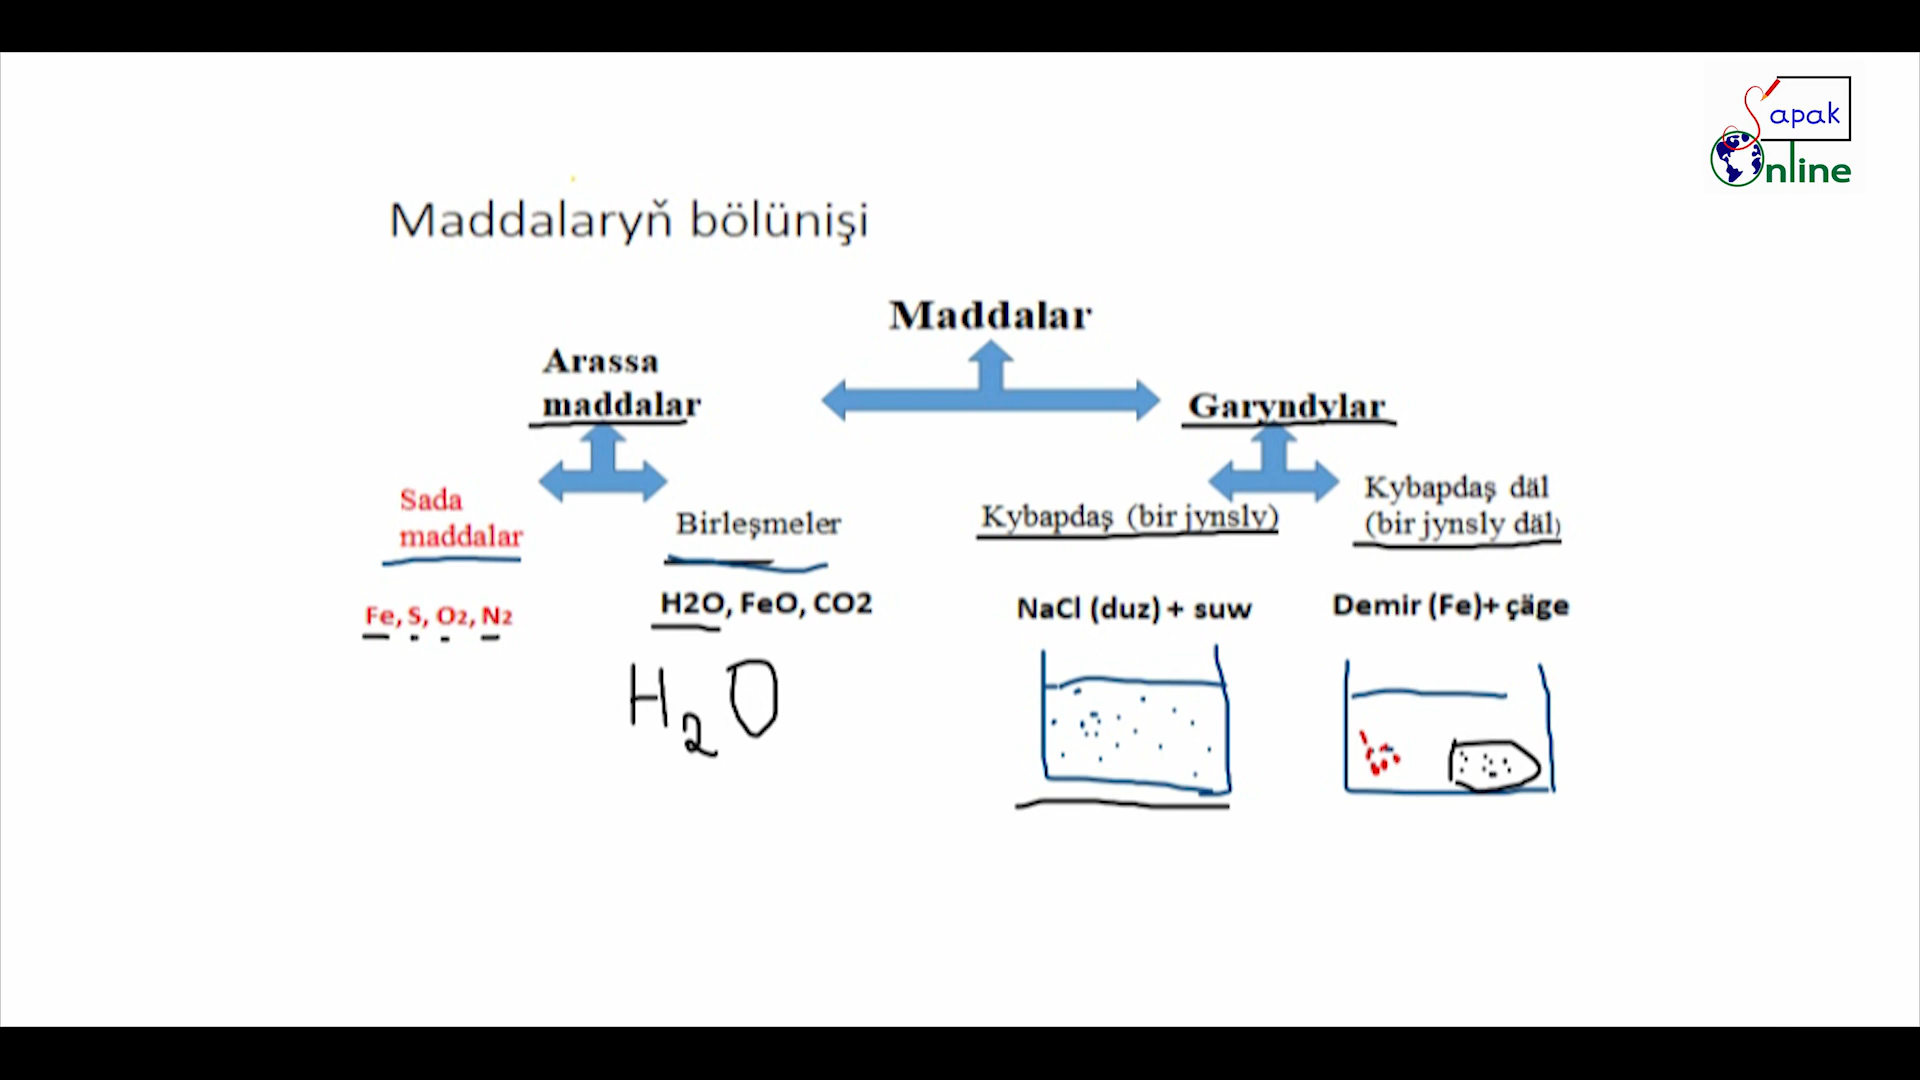 Sapak
Online
Maddalaryň bölünişi
Maddalar
Arassa
maddalar
Garyndylar
Sada
maddalar
Birleşmeler
Kybapdaş (bir jynsly)
Kybapdaş däl
(bir jynsly däl)
Fe, S, O2, N2
H2O, FeO, CO2
NaCl (duz) + suw
Demir (Fe)+ çäge
H2O